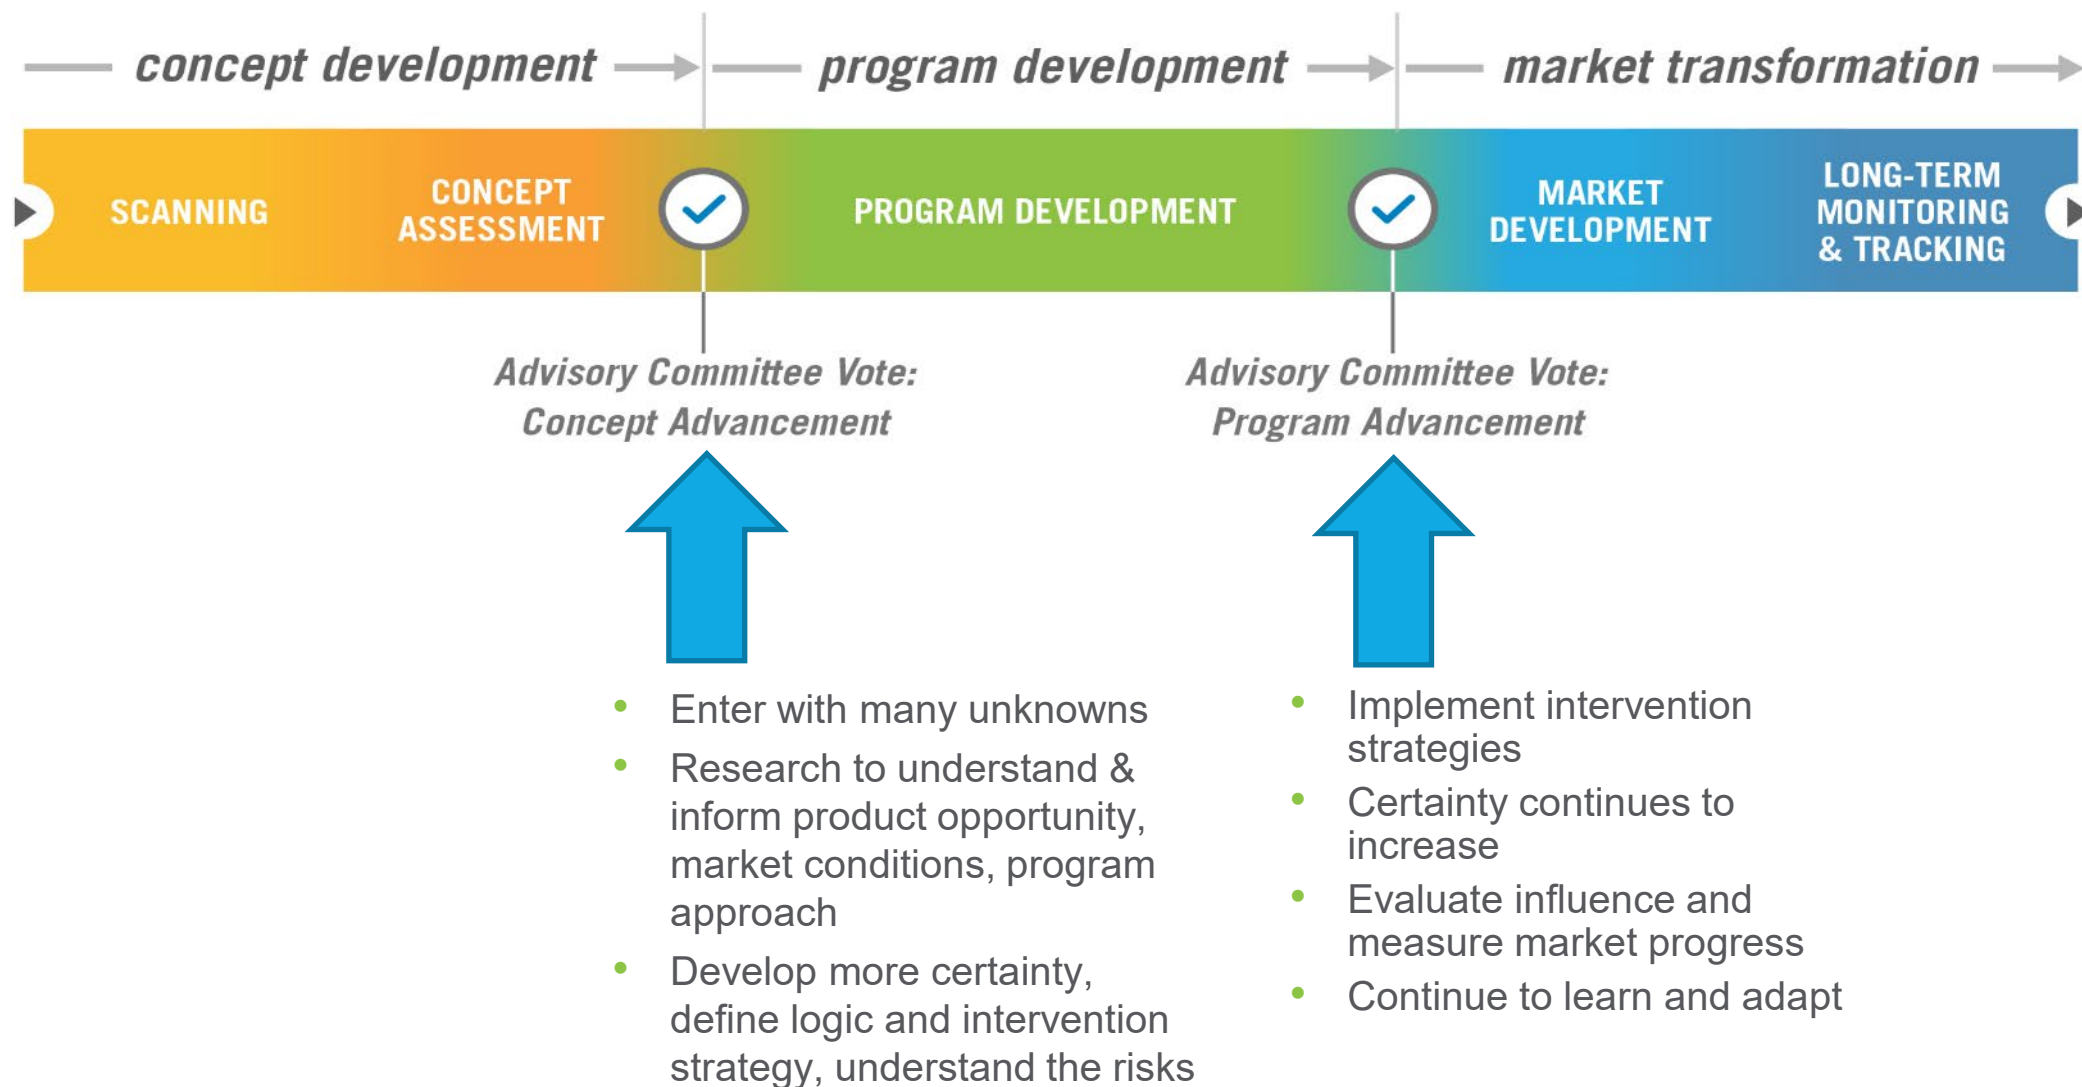 concept development
program development
market transformation
SCANNING
CONCEPT
ASSESSMENT
PROGRAM DEVELOPMENT
MARKET
DEVELOPMENT
LONG-TERM
MONITORING
& TRACKING
Advisory Committee Vote:
Concept Advancement
Advisory Committee Vote:
Program Advancement
• Enter with many unknowns
• Research to understand &
inform product opportunity,
market conditions, program
approach
• Develop more certainty,
define logic and intervention
strategy, understand the risks
• Implement intervention
strategies
• Certainty continues to
increase
• Evaluate influence and
measure market progress
• Continue to learn and adapt